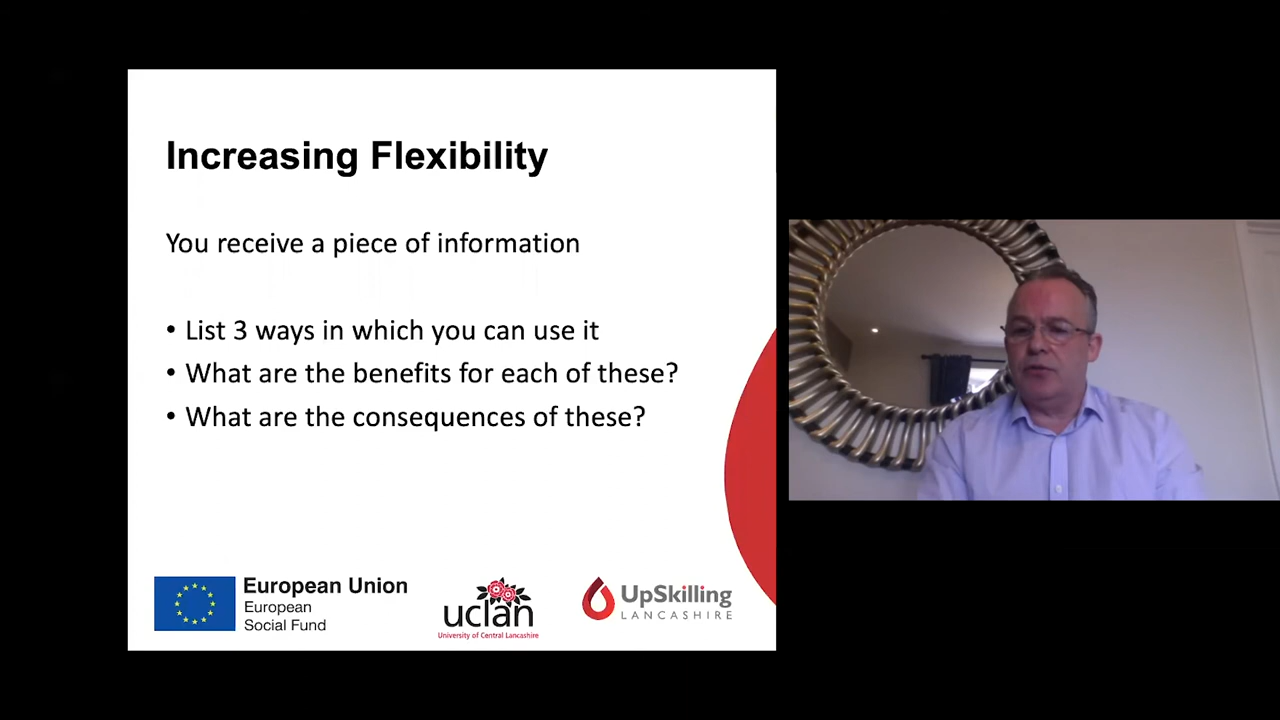 Increasing Flexibility
You receive a piece of information
• List 3 ways in which you can use it
• What are the benefits for each of these?
• What are the consequences of these?
European Union
European
Social Fund
uclan
University of Central Lancashire
UpSkilling
LANCASHIRE